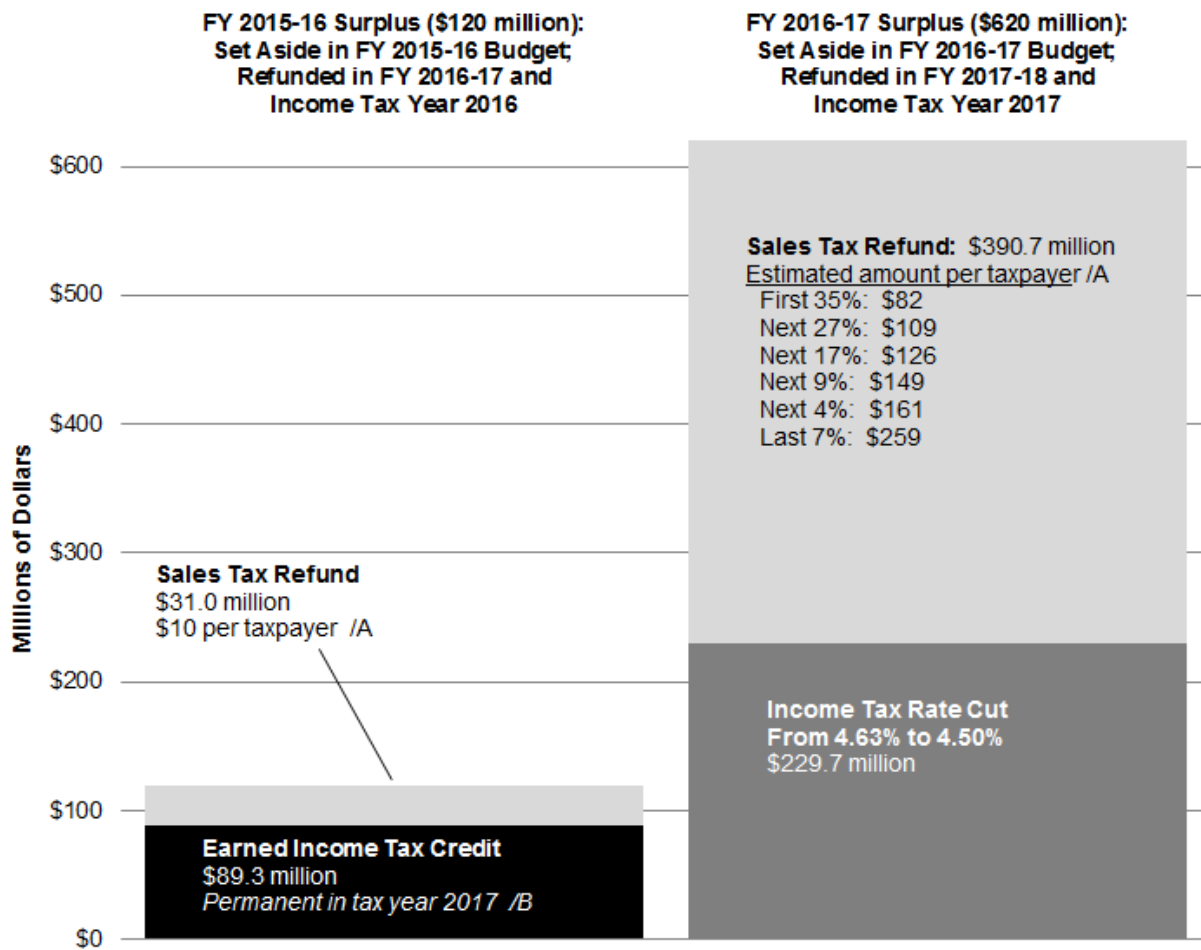 FY 2015-16 Surplus ($120 million):
Set Aside in FY 2015-16 Budget;
Refunded in FY 2016-17 and
Income Tax Year 2016
FY 2016-17 Surplus ($620 million):
Set Aside in FY 2016-17 Budget;
Refunded in FY 2017-18 and
Income Tax Year 2017
Millions of Dollars
$600
$500
$400
$300
$200
$100
$0
Sales Tax Refund
$31.0 million
$10 per taxpayer /A
Earned Income Tax Credit
$89.3 million
Permanent in tax year 2017 /B
Sales Tax Refund: $390.7 million
Estimated amount per taxpayer /A
First 35%: $82
Next 27%: $109
Next 17%: $126
Next 9%: $149
Next 4%: $161
Last 7%: $259
Income Tax Rate Cut
From 4.63% to 4.50%
$229.7 million